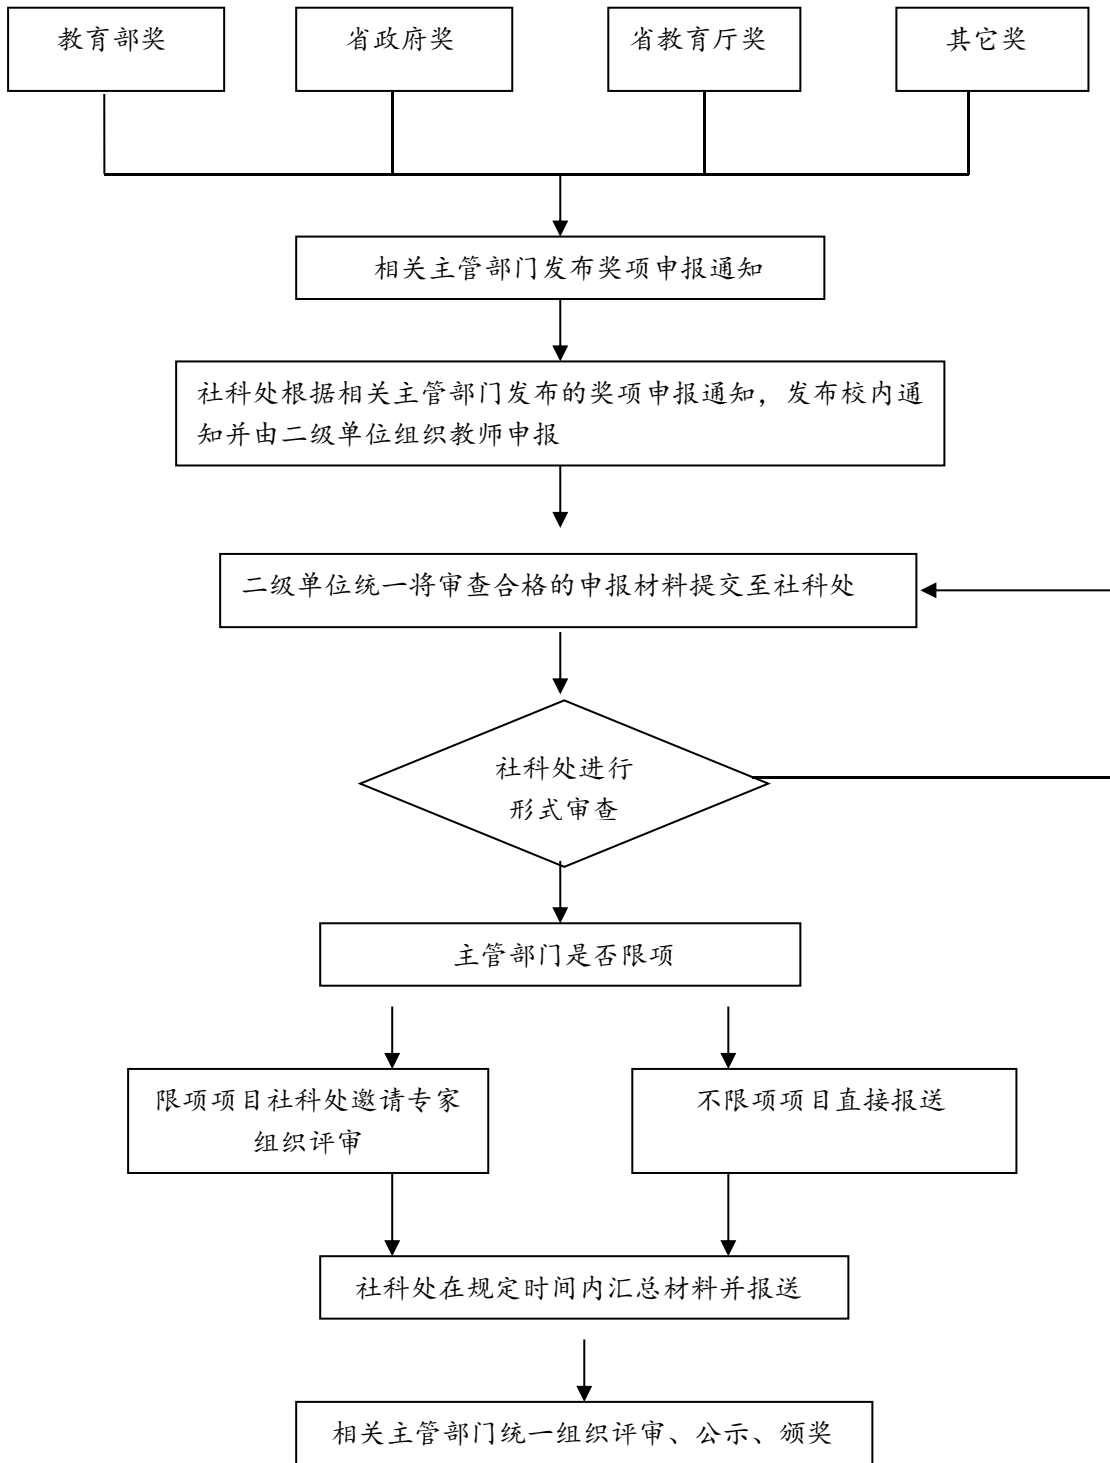 教育部奖
省政府奖
省教育厅奖
其它奖
相关主管部门发布奖项申报通知
社科处根据相关主管部门发布的奖项申报通知，发布校内通
知并由二级单位组织教师申报
二级单位统一将审查合格的申报材料提交至社科处
社科处进行
形式审查
主管部门是否限项
限项项目社科处邀请专家
组织评审
不限项项目直接报送
社科处在规定时间内汇总材料并报送
相关主管部门统一组织评审、公示、颁奖